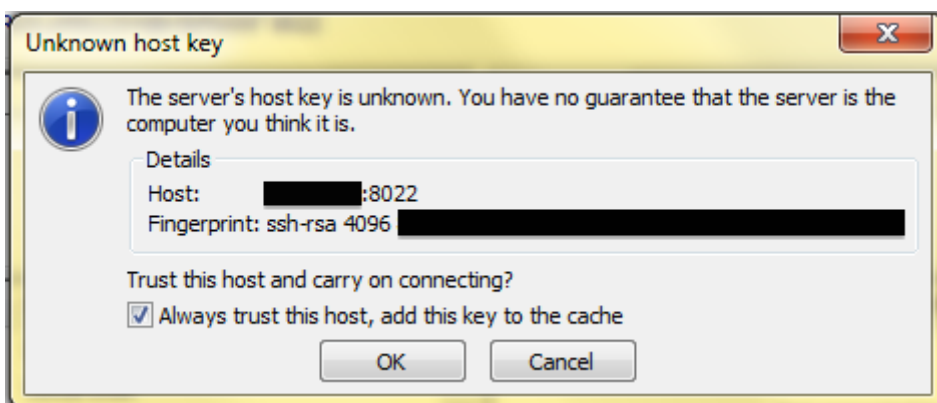 Unknown host key
The server's host key is unknown. You have no guarantee that the server is the
computer you think it is.
Details
Host: :8022
Fingerprint: ssh-rsa 4096
Trust this host and carry on connecting?
Always trust this host, add this key to the cache
OK Cancel